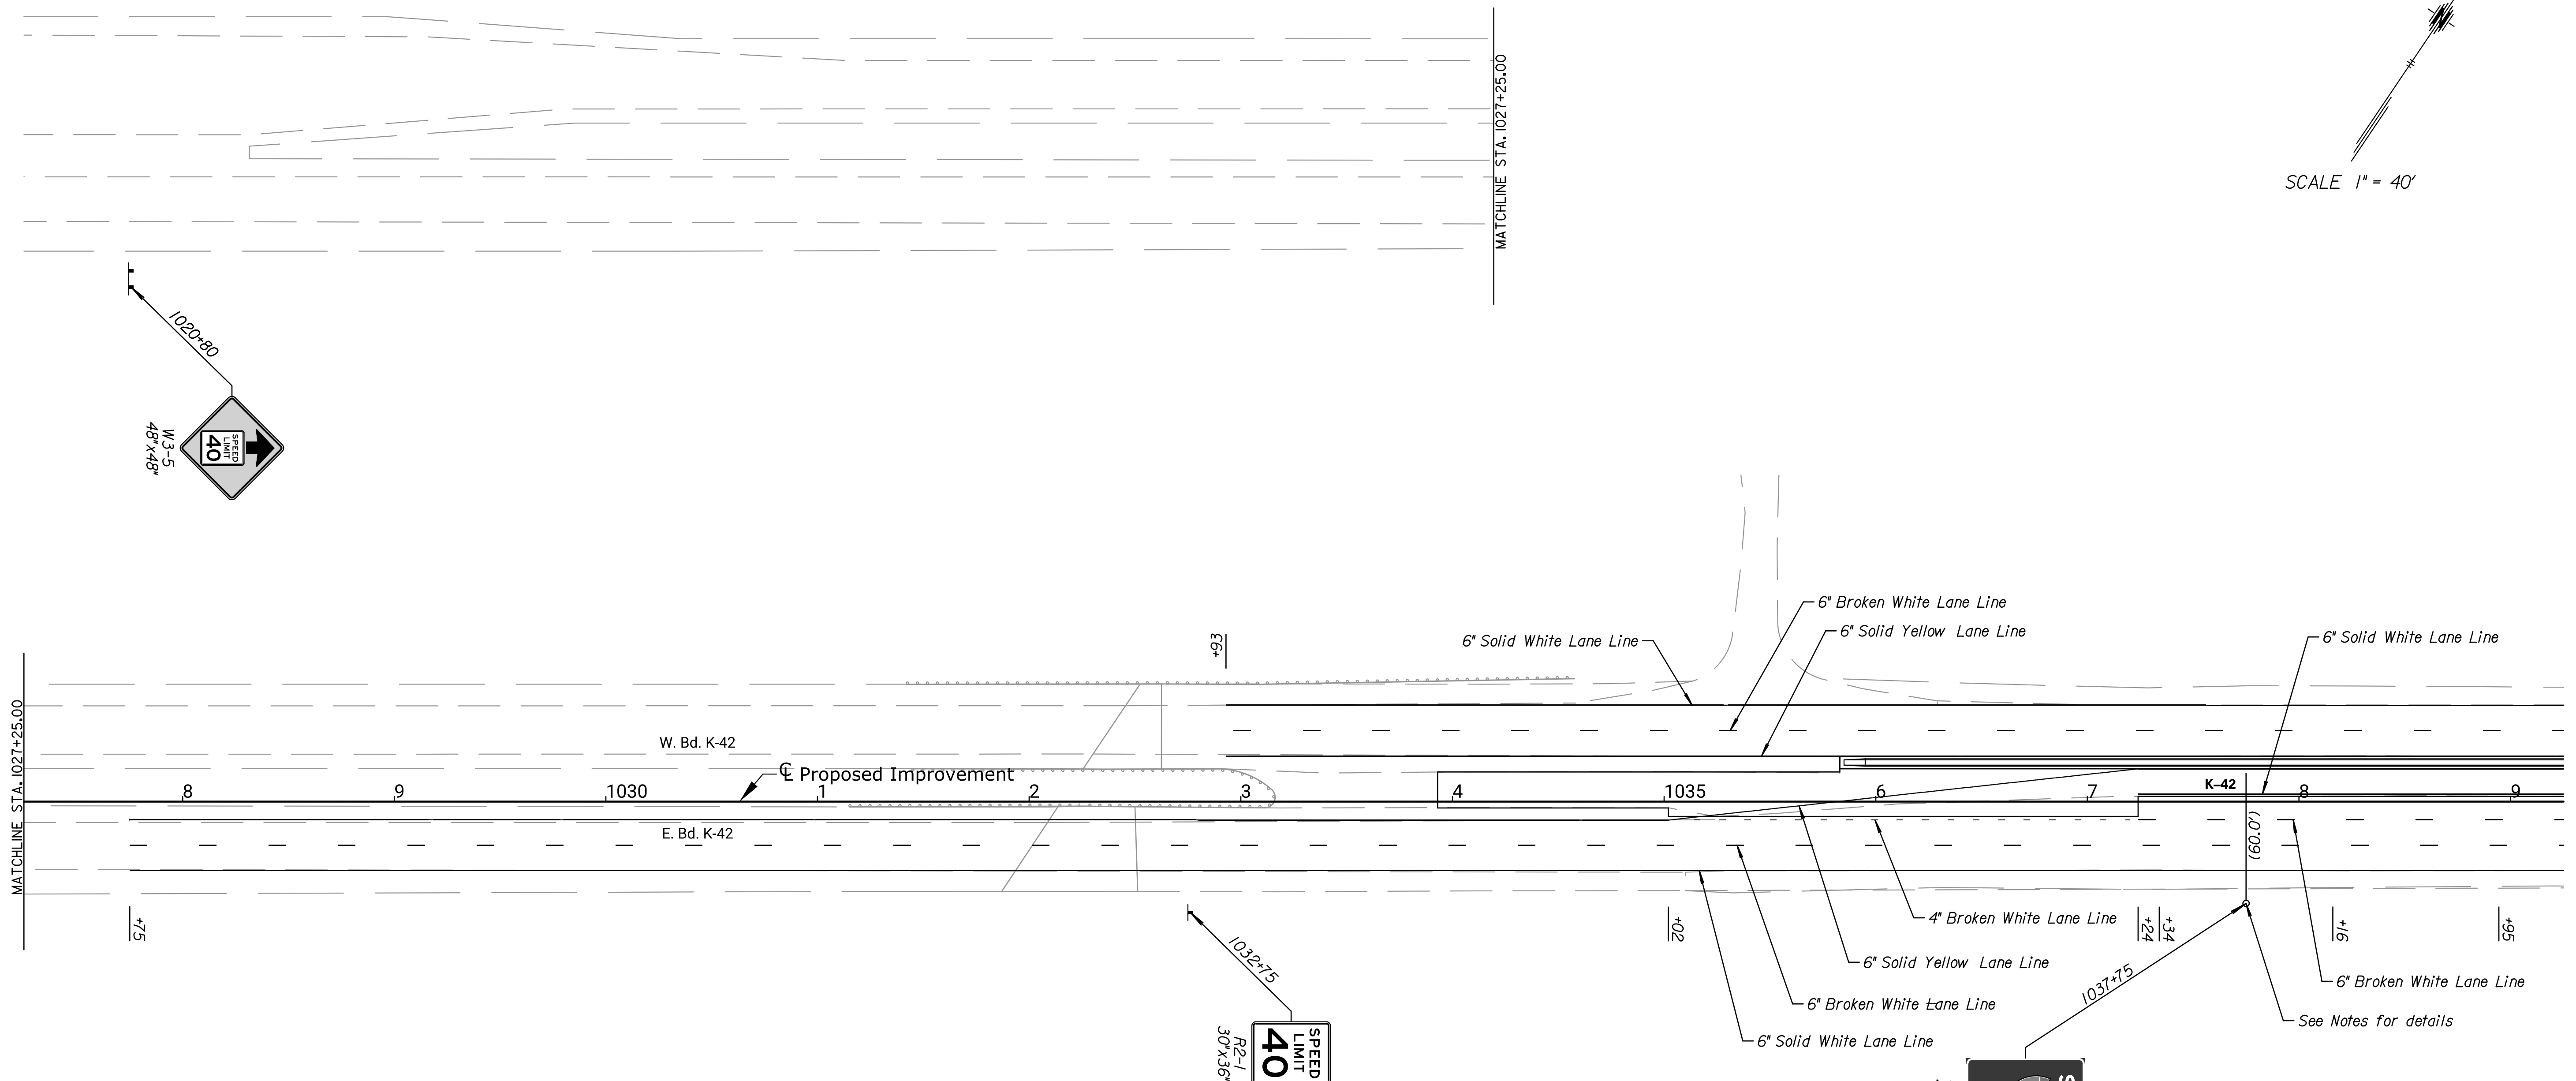 MATCHLINE STA. 1027+25.00
SCALE 1" = 40'
1020+80
W3-5
48"x48"
SPEED
LIMIT
40
6" Broken White Lane Line
6" Solid Yellow Lane Line
6" Solid White Lane Line
6" Solid White Lane Line
+93
MATCHLINE STA. 1027+25.00
W. Bd. K-42
℄ Proposed Improvement
8 9 1030 1 2 3 4 1035 6 7 8 9
K-42
E. Bd. K-42
(60.0')
+75
+02
+24
+34
+16
+95
4" Broken White Lane Line
6" Solid Yellow Lane Line
6" Broken White Lane Line
6" Solid White Lane Line
6" Broken White Lane Line
See Notes for details
1032+75
1037+75
R2-1
30"x36"
SPEED
LIMIT
40